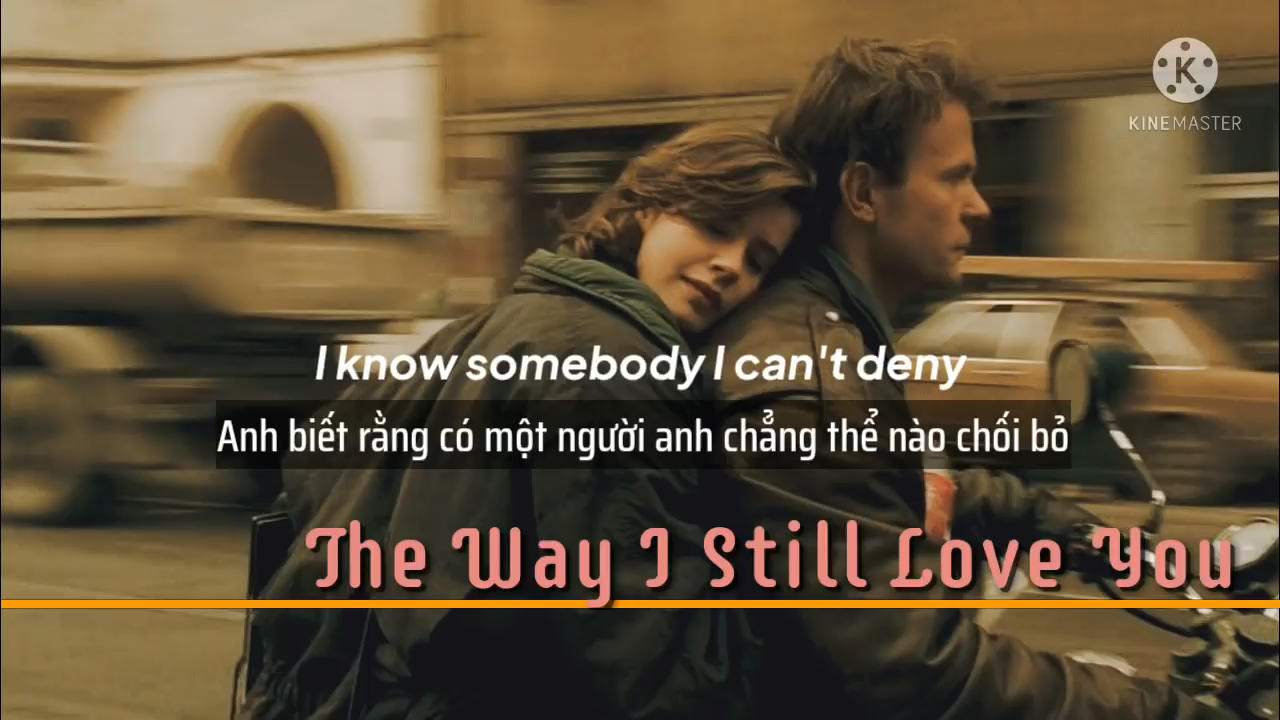 K
KINEMASTER
I know somebody I can't deny
Anh biết rằng có một người anh chẳng thể nào chối bỏ
The Way I Still Love You